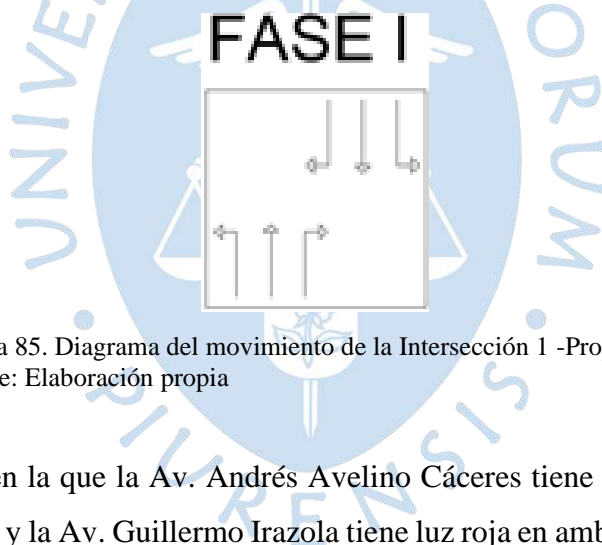 FASE I
a 85. Diagrama del movimiento de la Intersección 1 -Pro
e: Elaboración propia
en la que la Av. Andrés Avelino Cáceres tiene
y la Av. Guillermo Irazola tiene luz roja en amb